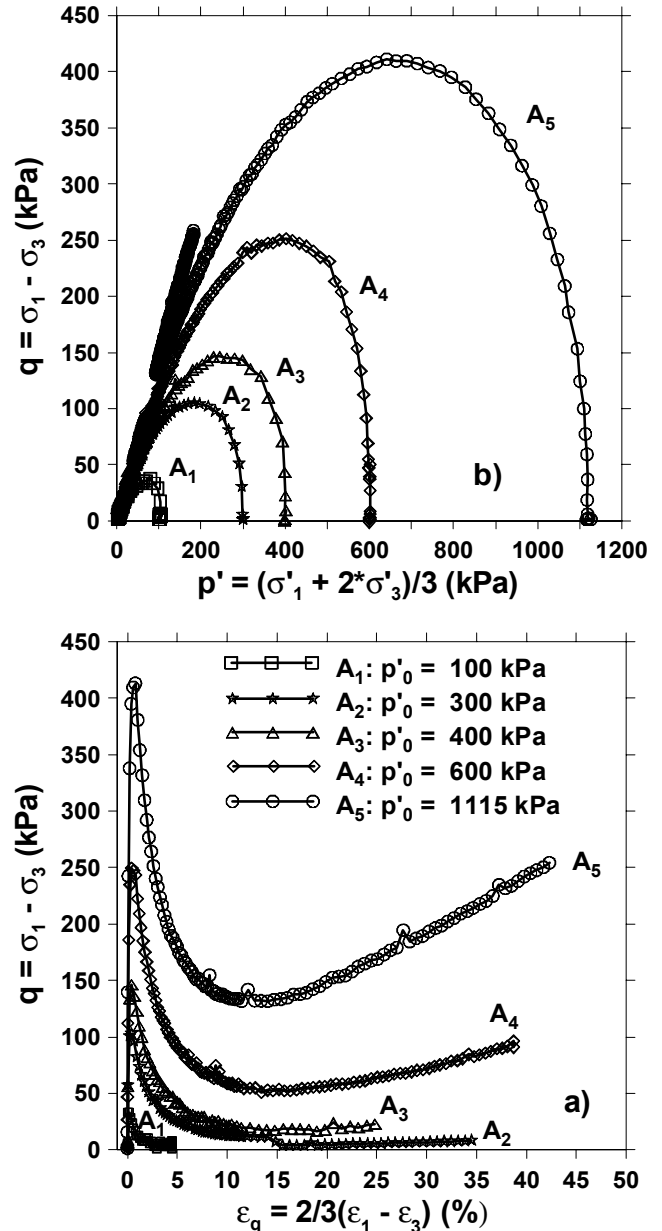 450
400
350
300
250
200
150
100
50
0
q = σ₁ - σ₃ (kPa)
A₅
A₄
A₃
A₂
A₁
b)
0 200 400 600 800 1000 1200
p' = (σ'₁ + 2*σ'₃)/3 (kPa)
450
400
350
300
250
200
150
100
50
0
q = σ₁ - σ₃ (kPa)
A₁: p'₀ = 100 kPa
A₂: p'₀ = 300 kPa
A₃: p'₀ = 400 kPa
A₄: p'₀ = 600 kPa
A₅: p'₀ = 1115 kPa
A₅
A₄
A₃
A₂
A₁
a)
0 5 10 15 20 25 30 35 40 45 50
ε_q = 2/3(ε₁ - ε₃) (%)